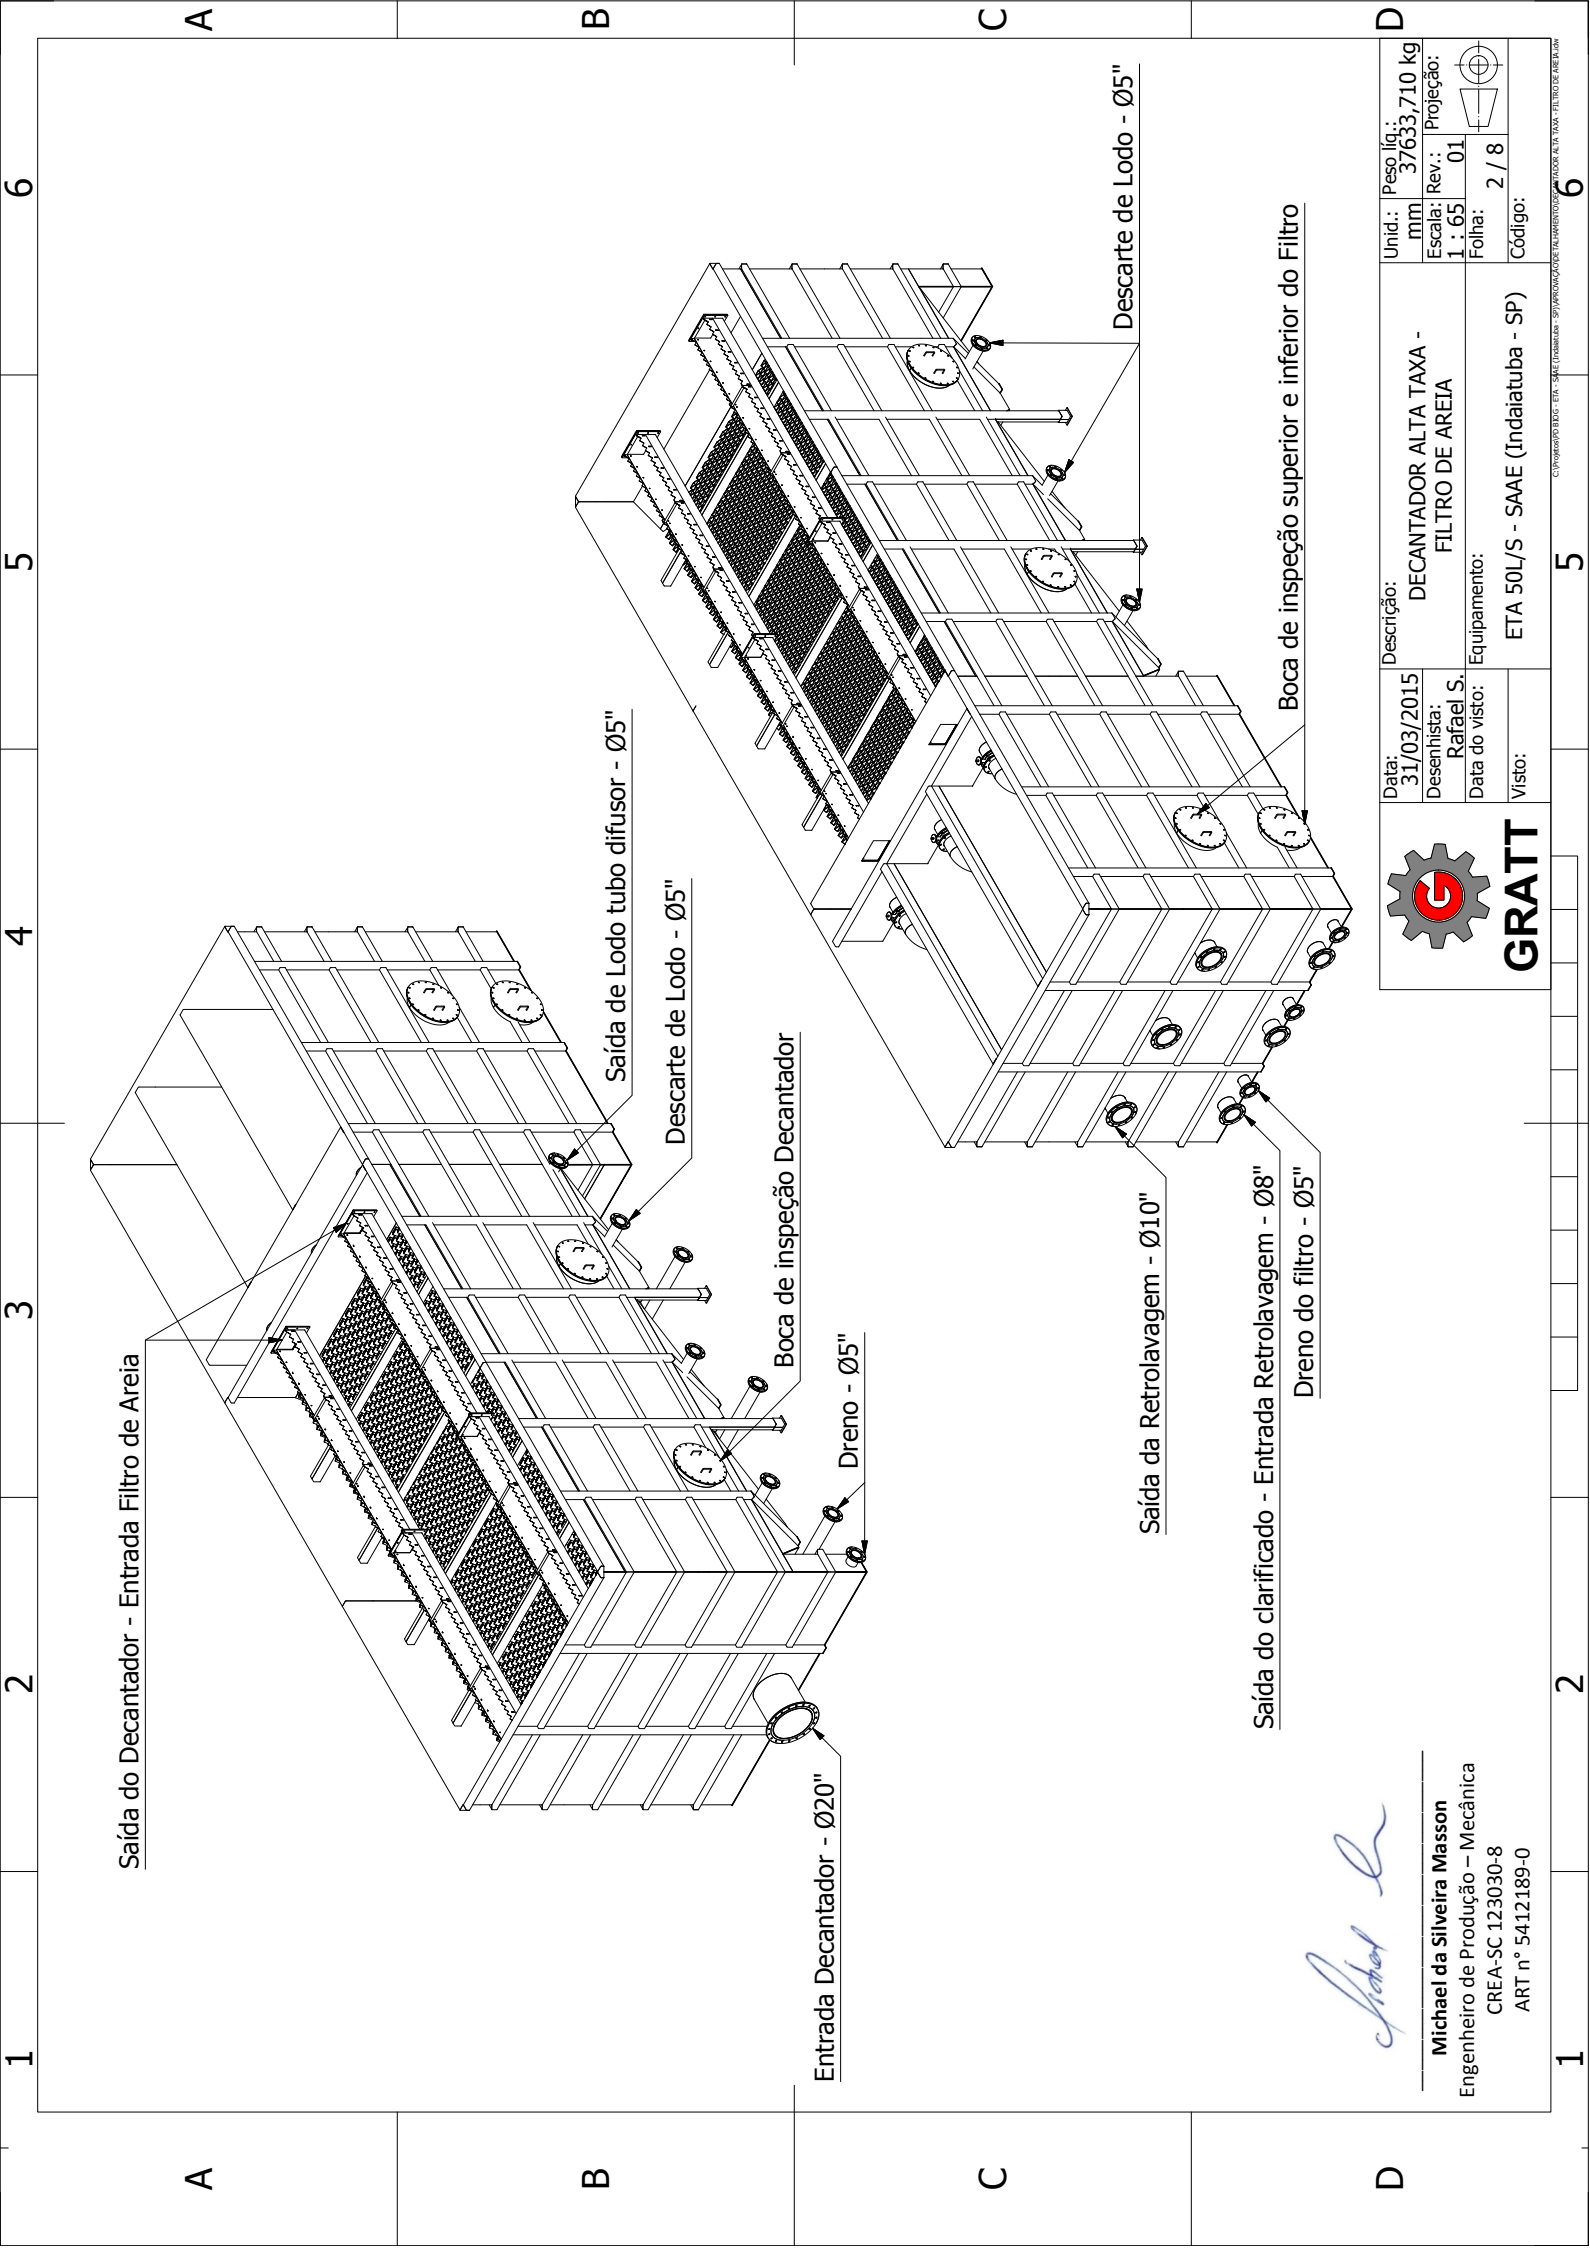 1
2
3
4
5
6
A
B
C
D
Saída do Decantador - Entrada Filtro de Areia
Saída de Lodo tubo difusor - Ø5"
Descarte de Lodo - Ø5"
Boca de inspeção Decantador
Dreno - Ø5"
Entrada Decantador - Ø20"
Descarte de Lodo - Ø5"
Boca de inspeção superior e inferior do Filtro
Saída da Retrolavagem - Ø10"
Saída do clarificado - Entrada Retrolavagem - Ø8"
Dreno do filtro - Ø5"
Michael da Silveira Masson
Engenheiro de Produção – Mecânica
CREA-SC 123030-8
ART n° 5412189-0
G
GRATT
Data:
31/03/2015
Desenhista:
Rafael S.
Data do visto:
Visto:
Descrição:
DECANTADOR ALTA TAXA -
FILTRO DE AREIA
Equipamento:
ETA 50L/S - SAAE (Indaiatuba - SP)
Unid.:
mm
Peso líq.:
37633,710 kg
Escala:
1 : 65
Rev.:
01
Projeção:
Folha:
2 / 8
Código:
A
B
C
D
1
2
5
6